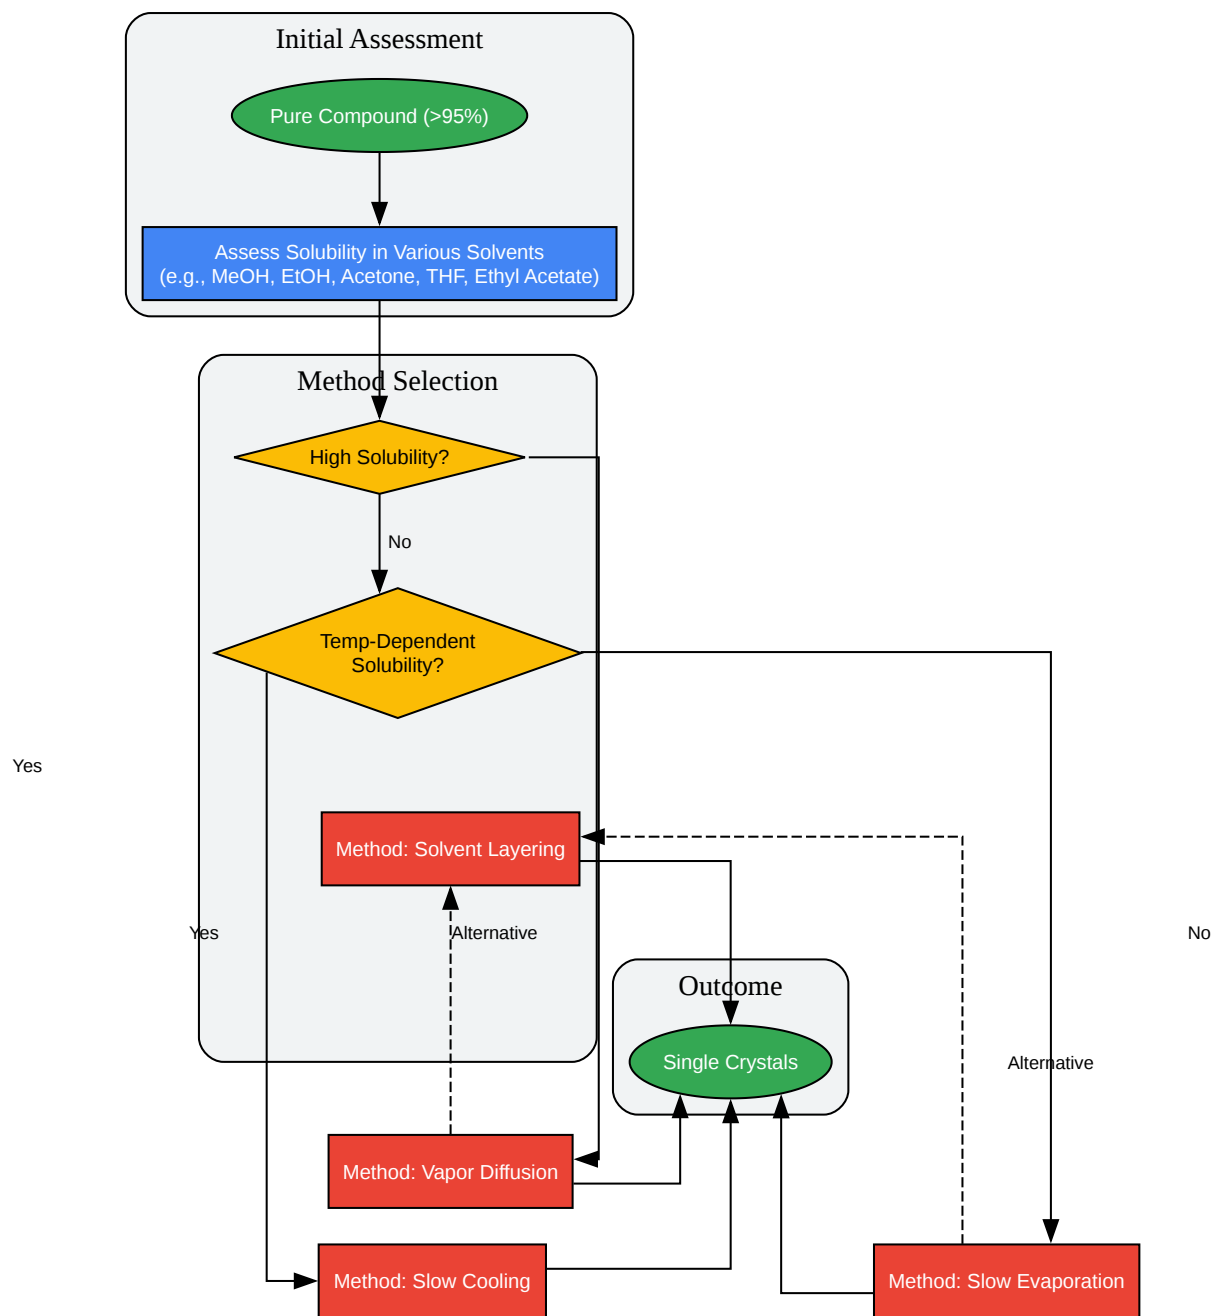 Initial Assessment
Pure Compound (>95%)
Assess Solubility in Various Solvents
(e.g., MeOH, EtOH, Acetone, THF, Ethyl Acetate)
Method Selection
High Solubility?
No
Temp-Dependent
Solubility?
Yes
Method: Solvent Layering
Yes
Alternative
No
Outcome
Single Crystals
Alternative
Method: Vapor Diffusion
Method: Slow Cooling
Method: Slow Evaporation